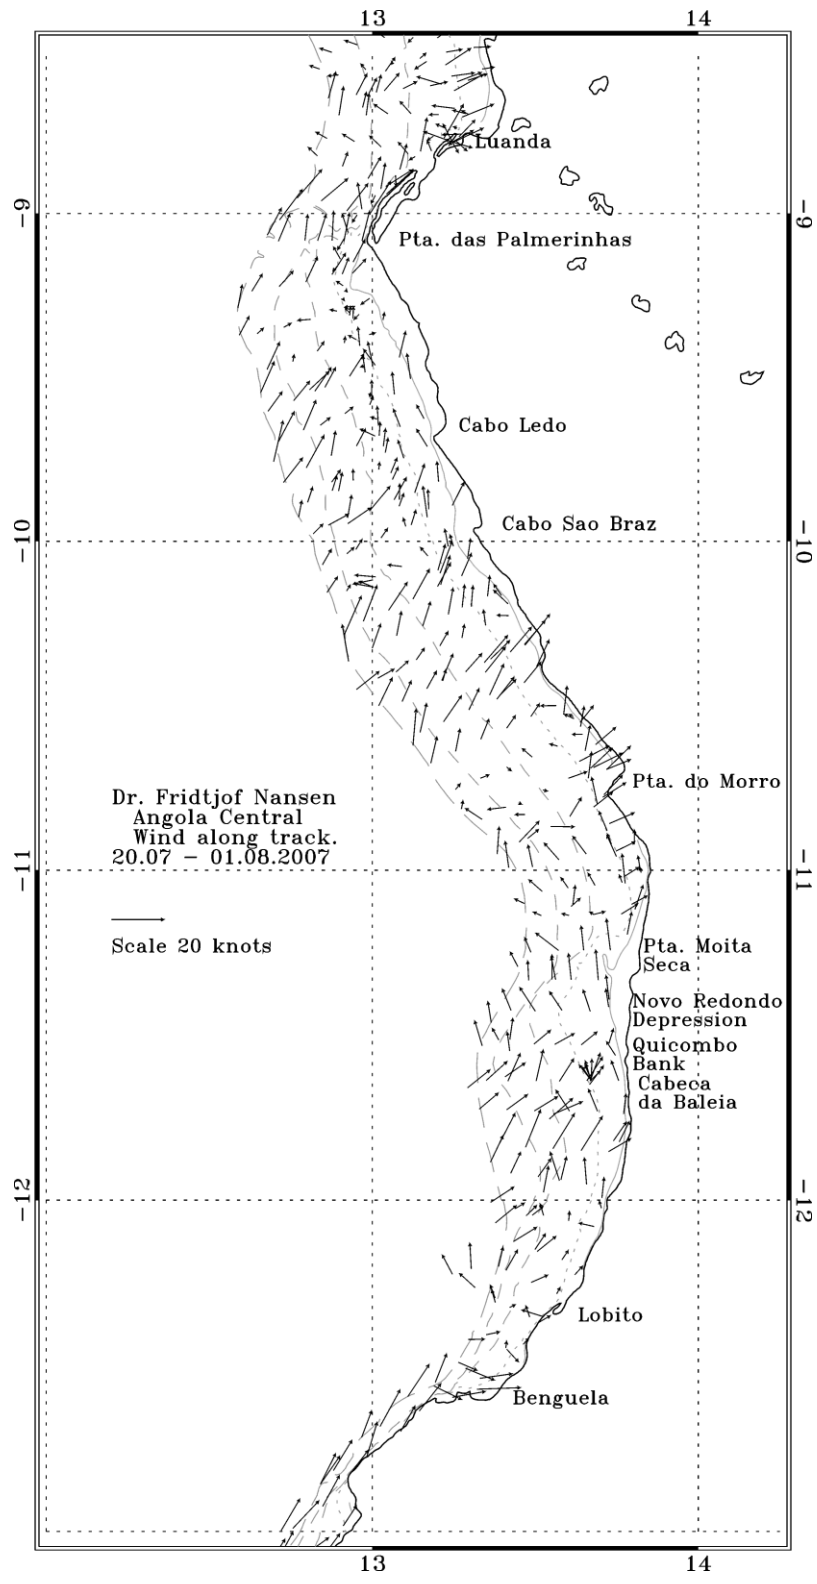 13 14
Luanda
-9 -9
Pta. das Palmerinhas
Cabo Ledo
Cabo Sao Braz
-10 -10
Pta. do Morro
Dr. Fridtjof Nansen
Angola Central
Wind along track.
20.07 - 01.08.2007
-11 -11
Scale 20 knots
Pta. Moita
Seca
Novo Redondo
Depression
Quicombo
Bank
Cabeca
da Baleia
-12 -12
Lobito
Benguela
13 14